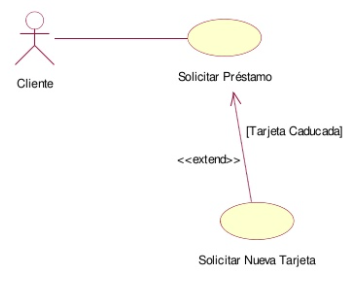 Cliente
Solicitar Préstamo
[Tarjeta Caducada]
<<extend>>
Solicitar Nueva Tarjeta